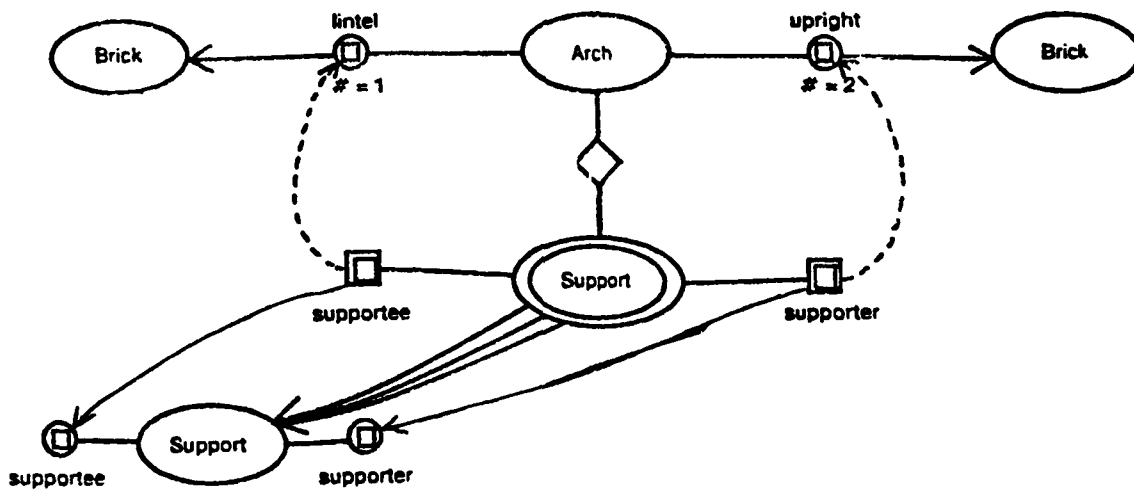 lintel
upright
Brick
Arch
Brick
# = 1
# = 2
Support
supportee
supporter
Support
supportee
supporter